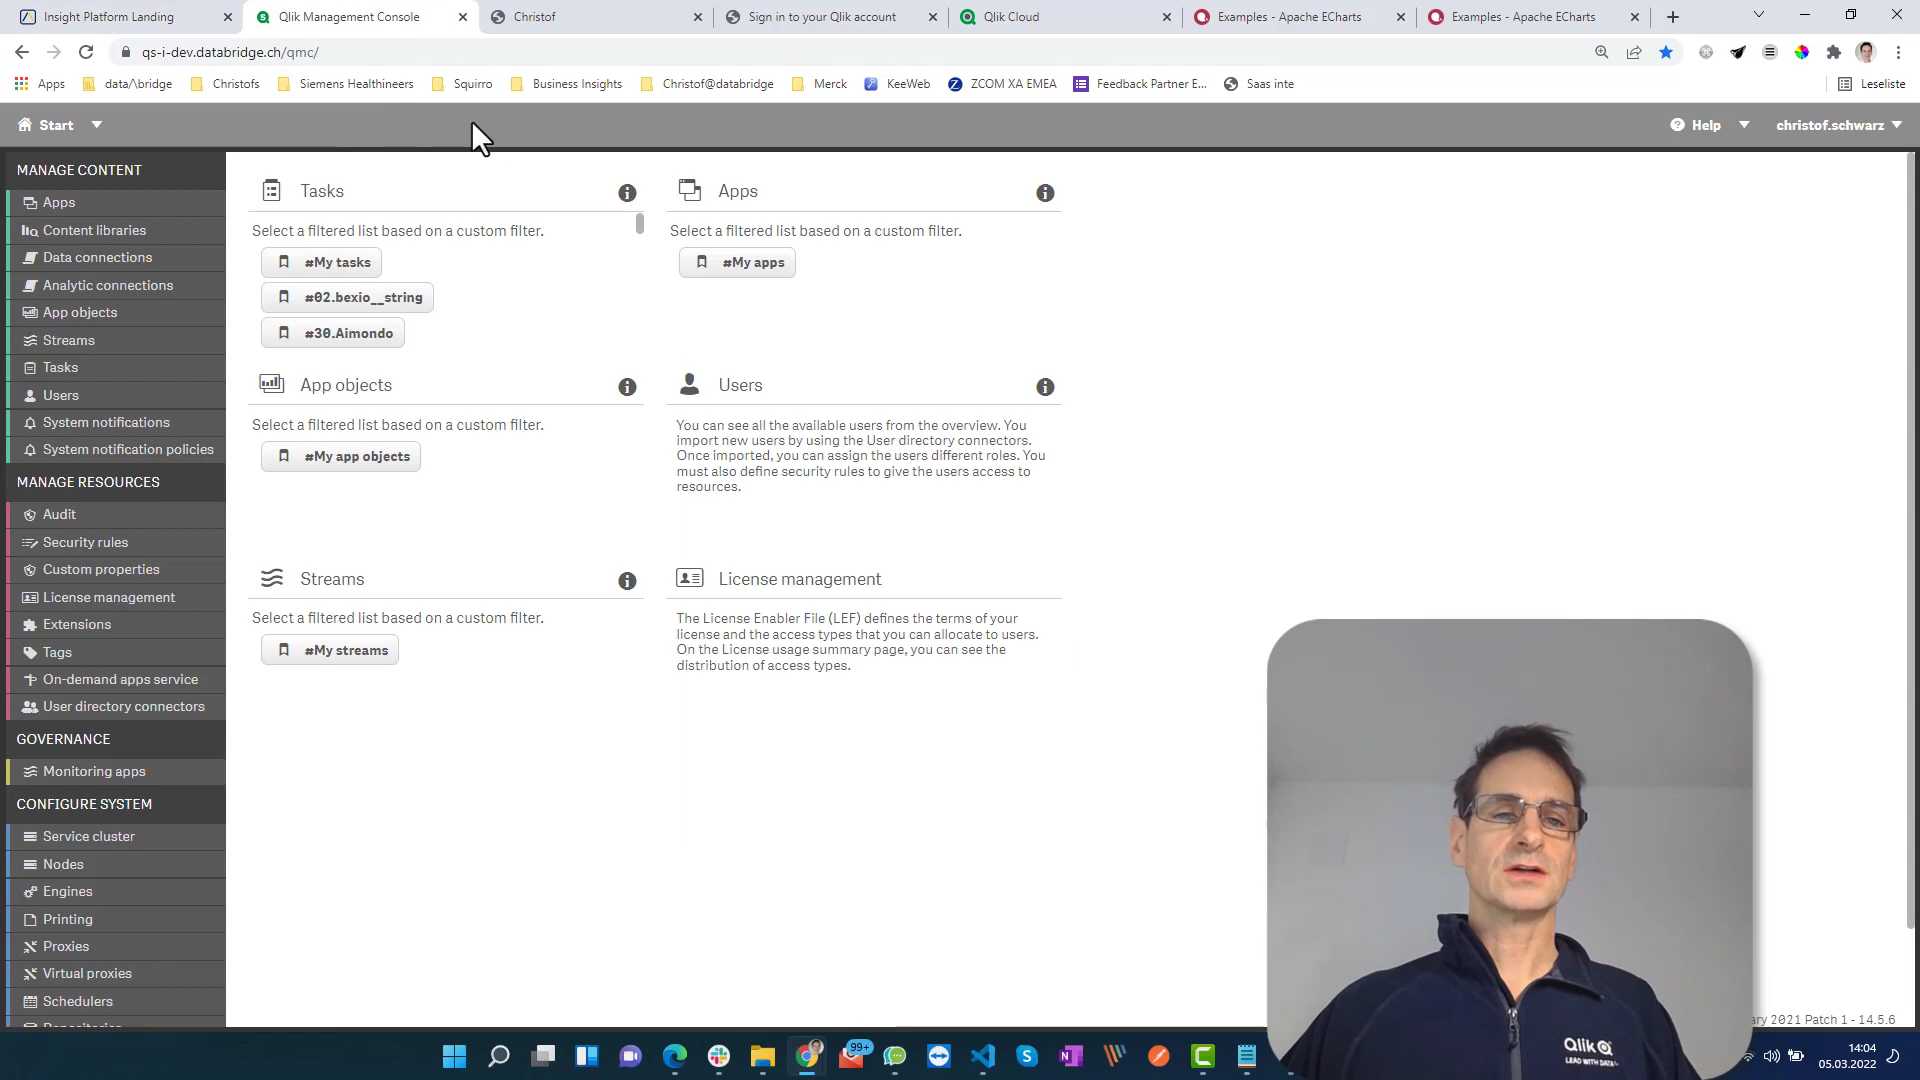 Insight Platform Landing
Qlik Management Console
Christof
Sign in to your Qlik account
Qlik Cloud
Examples - Apache ECharts
Examples - Apache ECharts
qs-i-dev.databridge.ch/qmc/
Apps
data/\bridge
Christofs
Siemens Healthineers
Squirro
Business Insights
Christof@databridge
Merck
KeeWeb
ZCOM XA EMEA
Feedback Partner E...
Saas inte
Leseliste
Start
Help
christof.schwarz
MANAGE CONTENT
Apps
Content libraries
Data connections
Analytic connections
App objects
Streams
Tasks
Users
System notifications
System notification policies
MANAGE RESOURCES
Audit
Security rules
Custom properties
License management
Extensions
Tags
On-demand apps service
User directory connectors
GOVERNANCE
Monitoring apps
CONFIGURE SYSTEM
Service cluster
Nodes
Engines
Printing
Proxies
Virtual proxies
Schedulers
Tasks
Select a filtered list based on a custom filter.
#My tasks
#02.bexio__string
#30.Aimondo
Apps
Select a filtered list based on a custom filter.
#My apps
App objects
Select a filtered list based on a custom filter.
#My app objects
Users
You can see all the available users from the overview. You
import new users by using the User directory connectors.
Once imported, you can assign the users different roles. You
must also define security rules to give the users access to
resources.
Streams
Select a filtered list based on a custom filter.
#My streams
License management
The License Enabler File (LEF) defines the terms of your
license and the access types that you can allocate to users.
On the License usage summary page, you can see the
distribution of access types.
ary 2021 Patch 1 - 14.5.6
Qlik
LEAD WITH DATA
99+
14:04
05.03.2022